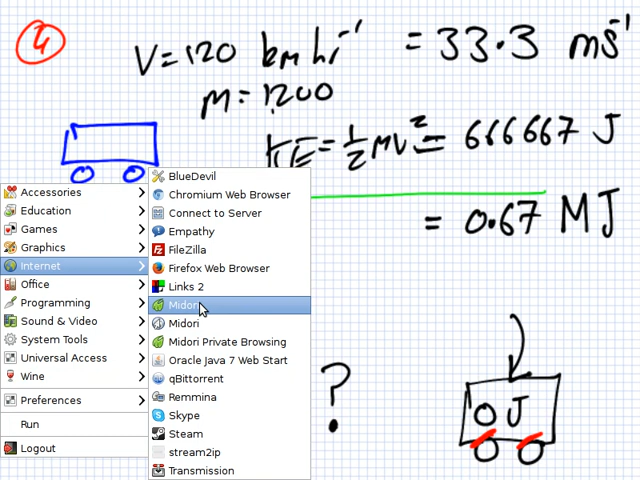 4
V=120 km hr⁻¹ = 33.3 ms⁻¹
m=1200
KE=½MV²= 666667 J
= 0.67 MJ
?
0J
Accessories
Education
Games
Graphics
Internet
Office
Programming
Sound & Video
System Tools
Universal Access
Wine
Preferences
Run
Logout
BlueDevil
Chromium Web Browser
Connect to Server
Empathy
FileZilla
Firefox Web Browser
Links 2
Midori
Midori
Midori Private Browsing
Oracle Java 7 Web Start
qBittorrent
Remmina
Skype
Steam
stream2ip
Transmission